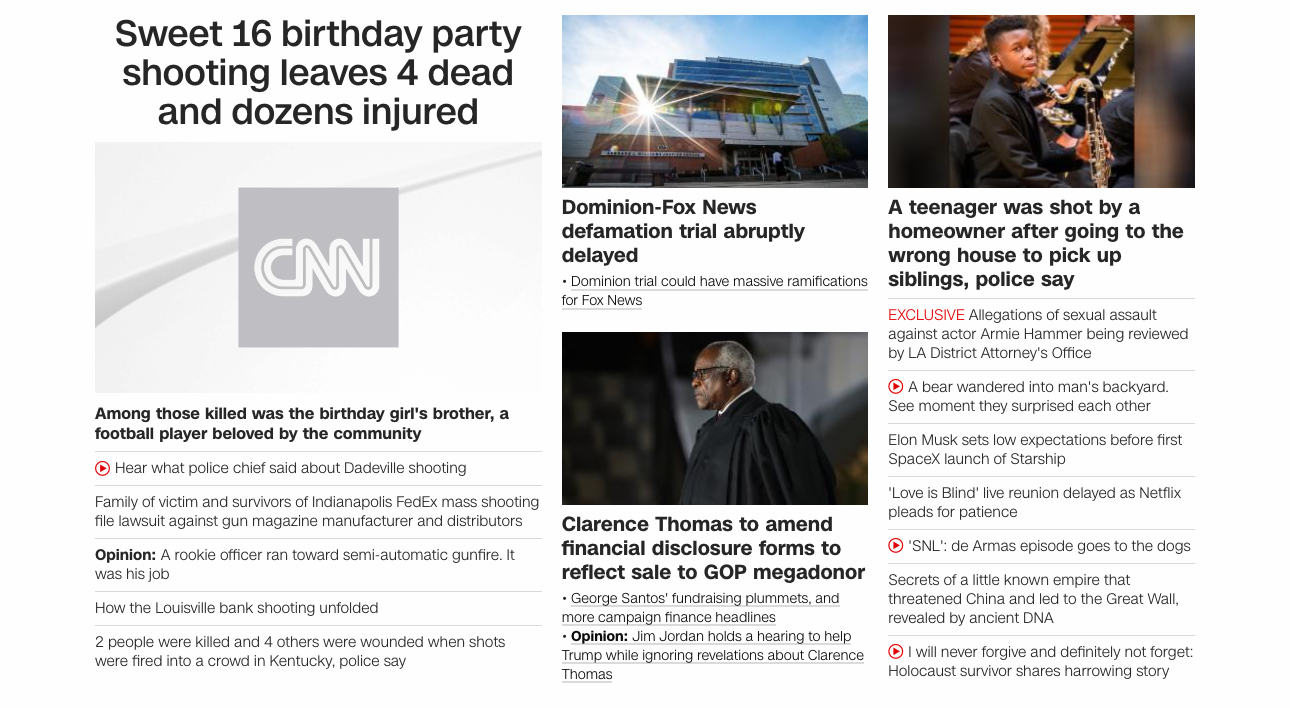 Sweet 16 birthday party
shooting leaves 4 dead
and dozens injured
CNN
Among those killed was the birthday girl's brother, a
football player beloved by the community
Hear what police chief said about Dadeville shooting
Family of victim and survivors of Indianapolis FedEx mass shooting
file lawsuit against gun magazine manufacturer and distributors
Opinion: A rookie officer ran toward semi-automatic gunfire. It
was his job
How the Louisville bank shooting unfolded
2 people were killed and 4 others were wounded when shots
were fired into a crowd in Kentucky, police say
Dominion-Fox News
defamation trial abruptly
delayed
• Dominion trial could have massive ramifications
for Fox News
Clarence Thomas to amend
financial disclosure forms to
reflect sale to GOP megadonor
• George Santos' fundraising plummets, and
more campaign finance headlines
• Opinion: Jim Jordan holds a hearing to help
Trump while ignoring revelations about Clarence
Thomas
A teenager was shot by a
homeowner after going to the
wrong house to pick up
siblings, police say
EXCLUSIVE Allegations of sexual assault
against actor Armie Hammer being reviewed
by LA District Attorney's Office
A bear wandered into man's backyard.
See moment they surprised each other
Elon Musk sets low expectations before first
SpaceX launch of Starship
'Love is Blind' live reunion delayed as Netflix
pleads for patience
'SNL': de Armas episode goes to the dogs
Secrets of a little known empire that
threatened China and led to the Great Wall,
revealed by ancient DNA
I will never forgive and definitely not forget:
Holocaust survivor shares harrowing story